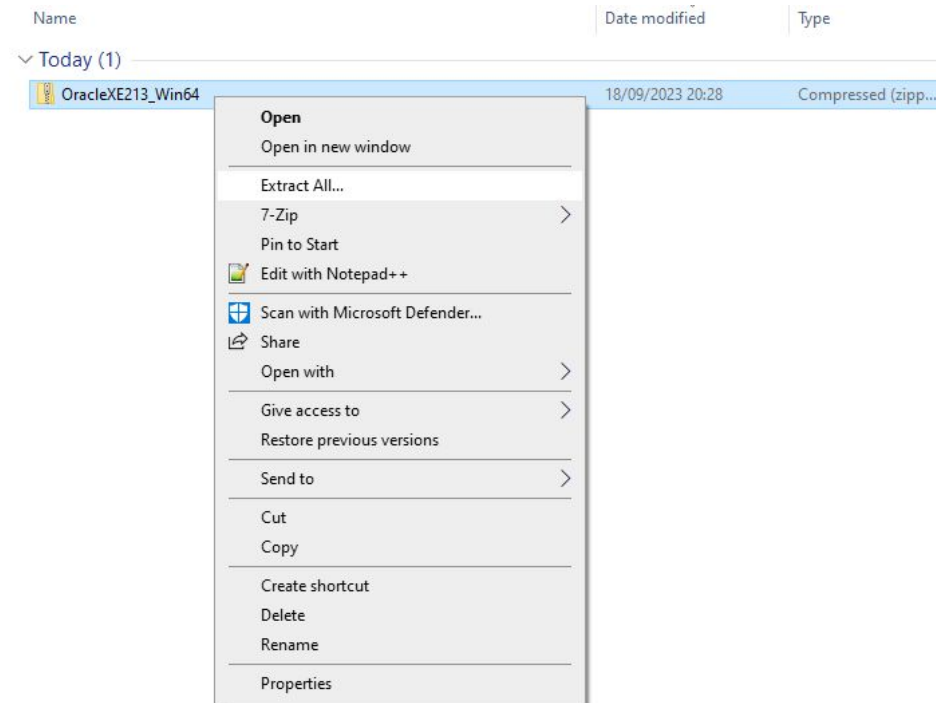 Name Date modified Type
Today (1)
OracleXE213_Win64 18/09/2023 20:28 Compressed (zipp...
Open
Open in new window
Extract All...
7-Zip
Pin to Start
Edit with Notepad++
Scan with Microsoft Defender...
Share
Open with
Give access to
Restore previous versions
Send to
Cut
Copy
Create shortcut
Delete
Rename
Properties